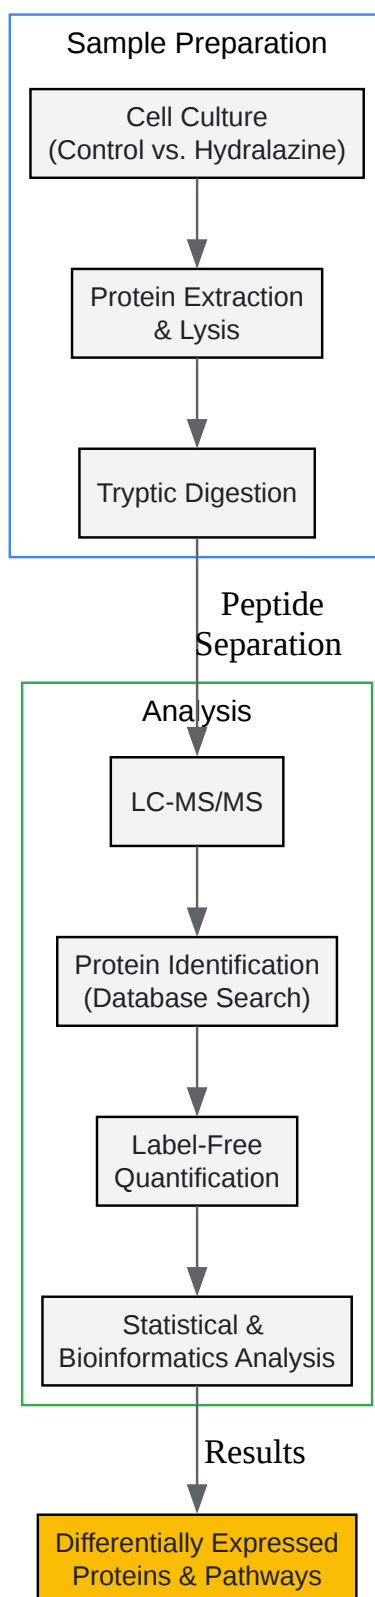 Sample Preparation
Cell Culture
(Control vs. Hydralazine)
Protein Extraction
& Lysis
Tryptic Digestion
Peptide
Separation
Analysis
LC-MS/MS
Protein Identification
(Database Search)
Label-Free
Quantification
Statistical &
Bioinformatics Analysis
Results
Differentially Expressed
Proteins & Pathways